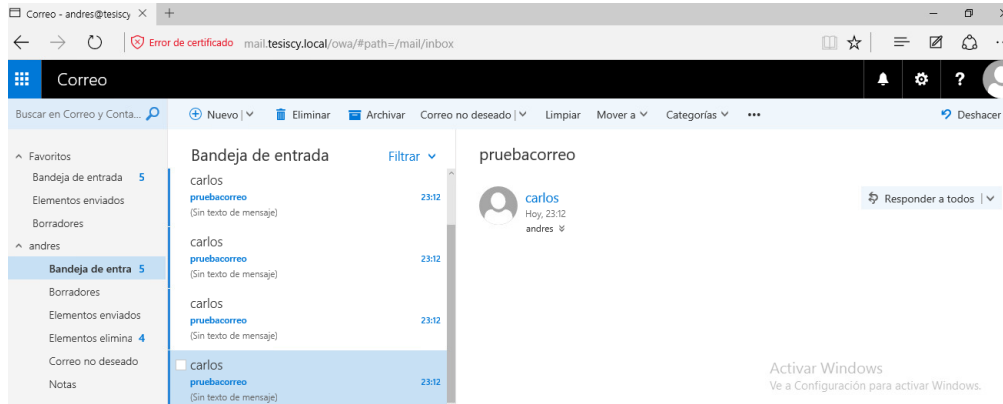 Correo - andres@tesiscy
Error de certificado mail.tesiscy.local/owa/#path=/mail/inbox
Correo
?
Buscar en Correo y Conta...
Nuevo
Eliminar
Archivar
Correo no deseado
Limpiar
Mover a
Categorías
...
Deshacer
Favoritos
Bandeja de entrada 5
Elementos enviados
Borradores
andres
Bandeja de entra 5
Borradores
Elementos enviados
Elementos elimina 4
Correo no deseado
Notas
Bandeja de entrada
Filtrar
carlos
pruebacorreo 23:12
(Sin texto de mensaje)
carlos
pruebacorreo 23:12
(Sin texto de mensaje)
carlos
pruebacorreo 23:12
(Sin texto de mensaje)
carlos
pruebacorreo 23:12
(Sin texto de mensaje)
pruebacorreo
carlos
Hoy, 23:12
andres
Responder a todos
Activar Windows
Ve a Configuración para activar Windows.